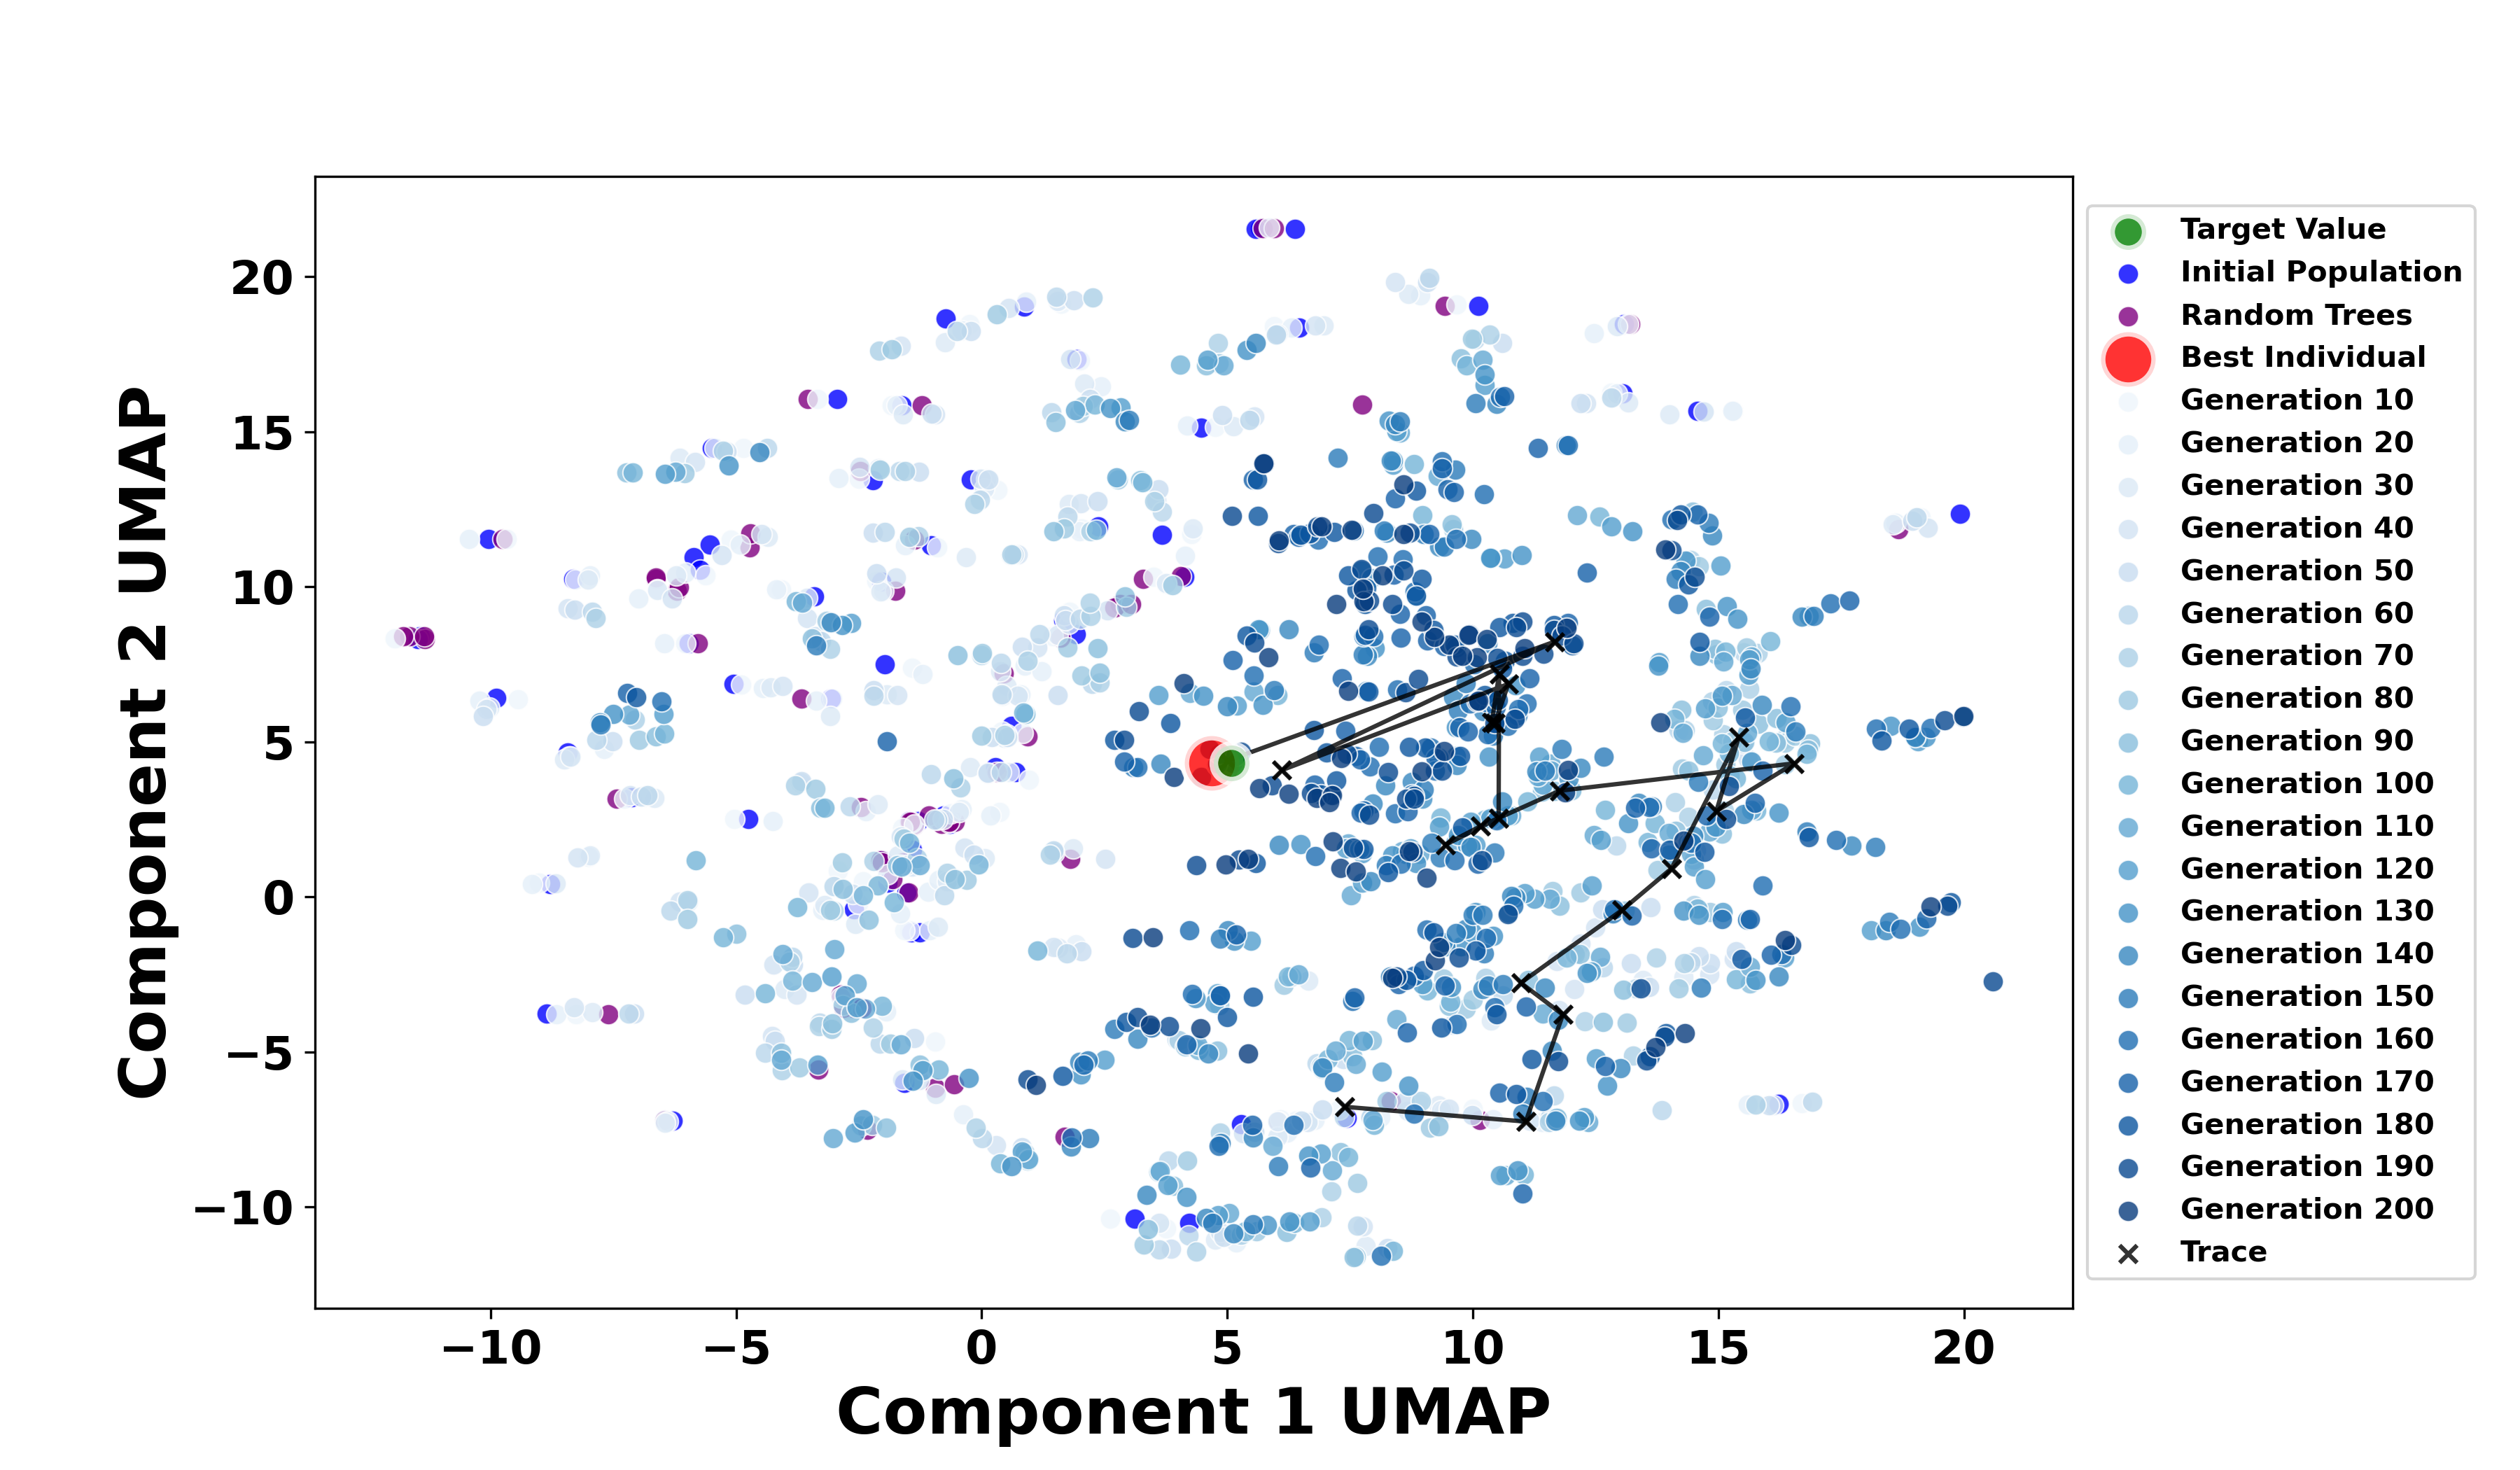 20
15
10
5
0
−5
−10
Component 2 UMAP
−10
−5
0
5
10
15
20
Component 1 UMAP
Target Value
Initial Population
Random Trees
Best Individual
Generation 10
Generation 20
Generation 30
Generation 40
Generation 50
Generation 60
Generation 70
Generation 80
Generation 90
Generation 100
Generation 110
Generation 120
Generation 130
Generation 140
Generation 150
Generation 160
Generation 170
Generation 180
Generation 190
Generation 200
Trace